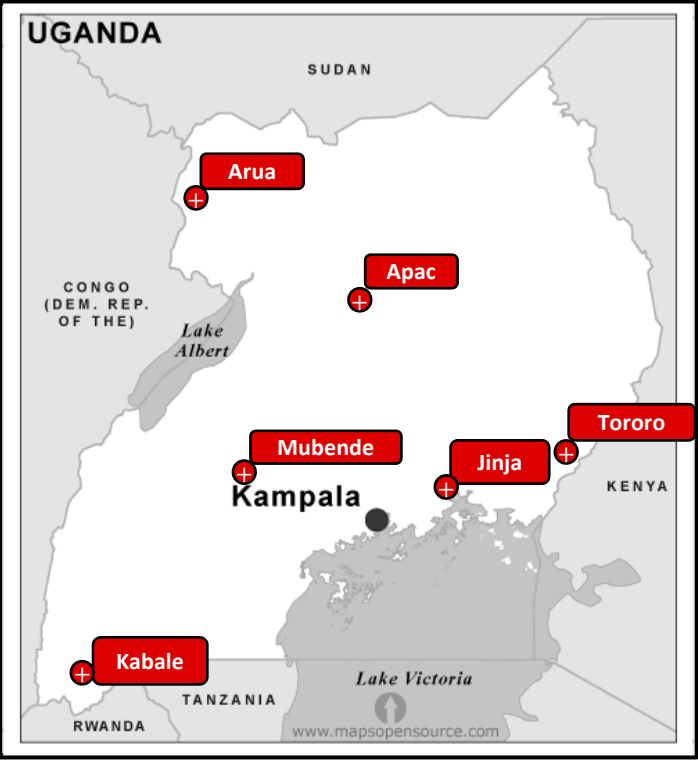 UGANDA
SUDAN
Arua
Apac
CONGO
(DEM. REP.
OF THE)
Lake
Albert
Tororo
Mubende
Jinja
KENYA
Kampala
Kabale
Lake Victoria
TANZANIA
RWANDA
www.mapsopensource.com